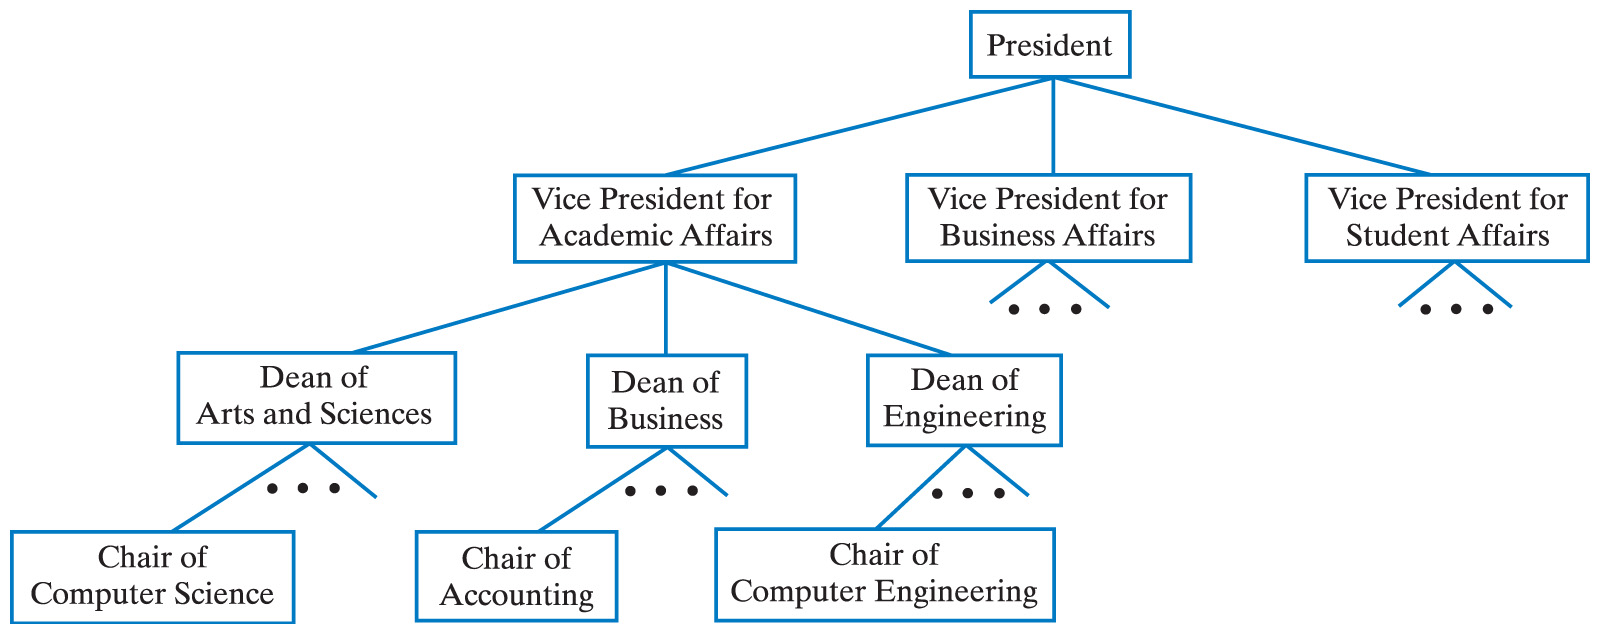 President
Vice President for
Academic Affairs
Vice President for
Business Affairs
Vice President for
Student Affairs
Dean of
Arts and Sciences
Dean of
Business
Dean of
Engineering
Chair of
Computer Science
Chair of
Accounting
Chair of
Computer Engineering